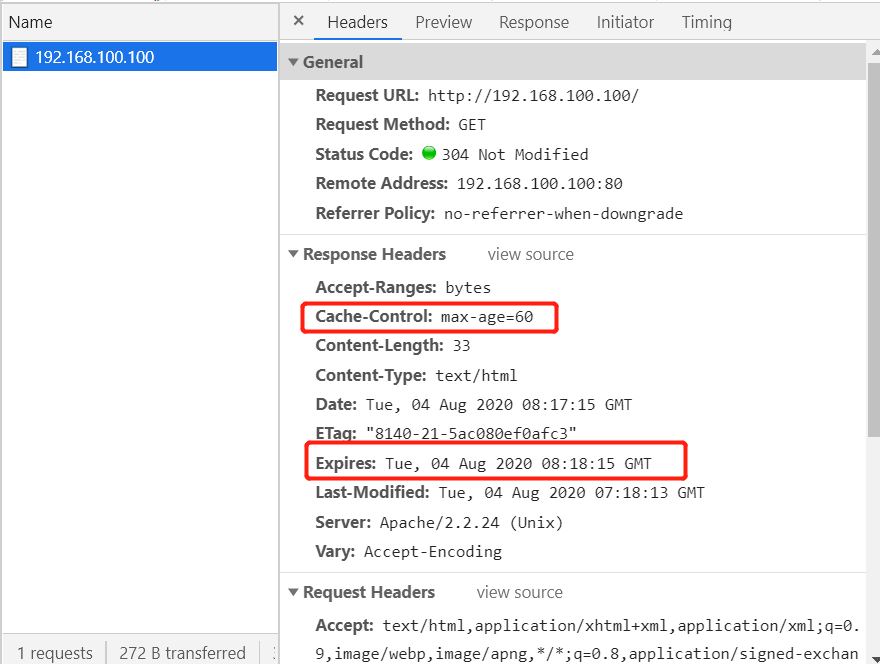 Name
192.168.100.100
× Headers Preview Response Initiator Timing
General
Request URL: http://192.168.100.100/
Request Method: GET
Status Code: 304 Not Modified
Remote Address: 192.168.100.100:80
Referrer Policy: no-referrer-when-downgrade
Response Headers view source
Accept-Ranges: bytes
Cache-Control: max-age=60
Content-Length: 33
Content-Type: text/html
Date: Tue, 04 Aug 2020 08:17:15 GMT
ETag: "8140-21-5ac080ef0afc3"
Expires: Tue, 04 Aug 2020 08:18:15 GMT
Last-Modified: Tue, 04 Aug 2020 07:18:13 GMT
Server: Apache/2.2.24 (Unix)
Vary: Accept-Encoding
Request Headers view source
Accept: text/html,application/xhtml+xml,application/xml;q=0.
9,image/webp,image/apng,*/*;q=0.8,application/signed-exchan
1 requests 272 B transferred